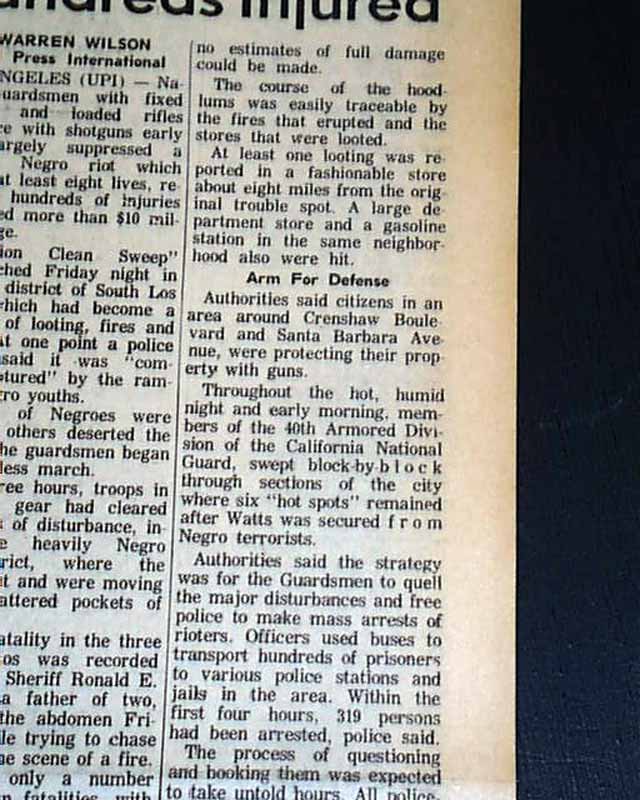 Injured
WARREN WILSON
Press International
NGELES (UPI) — Na-
uardsmen with fixed
and loaded rifles
e with shotguns early
argely suppressed a
Negro riot which
at least eight lives, re-
hundreds of injuries
ed more than $10 mil-
ge.
ion Clean Sweep"
ched Friday night in
district of South Los
which had become a
of looting, fires and
At one point a police
said it was "com-
ptured" by the ram-
gro youths.
of Negroes were
others deserted the
he guardsmen began
less march.
ree hours, troops in
gear had cleared
s of disturbance, in-
e heavily Negro
rict, where the
t and were moving
attered pockets of
atality in the three
os was recorded
Sheriff Ronald E.
a father of two,
the abdomen Fri-
le trying to chase
he scene of a fire.
only a number
n fatalities with
no estimates of full damage
could be made.
The course of the hood-
lums was easily traceable by
the fires that erupted and the
stores that were looted.
At least one looting was re-
ported in a fashionable store
about eight miles from the orig-
inal trouble spot. A large de-
partment store and a gasoline
station in the same neighbor-
hood also were hit.
Arm For Defense
Authorities said citizens in an
area around Crenshaw Boule-
vard and Santa Barbara Ave-
nue, were protecting their prop-
erty with guns.
Throughout the hot, humid
night and early morning, mem-
bers of the 40th Armored Divi-
sion of the California National
Guard, swept block-by-b l o c k
through sections of the city
where six "hot spots" remained
after Watts was secured f r o m
Negro terrorists.
Authorities said the strategy
was for the Guardsmen to quell
the major disturbances and free
police to make mass arrests of
rioters. Officers used buses to
transport hundreds of prisoners
to various police stations and
jails in the area. Within the
first four hours, 319 persons
had been arrested, police said.
The process of questioning
and booking them was expected
to take untold hours. All police-